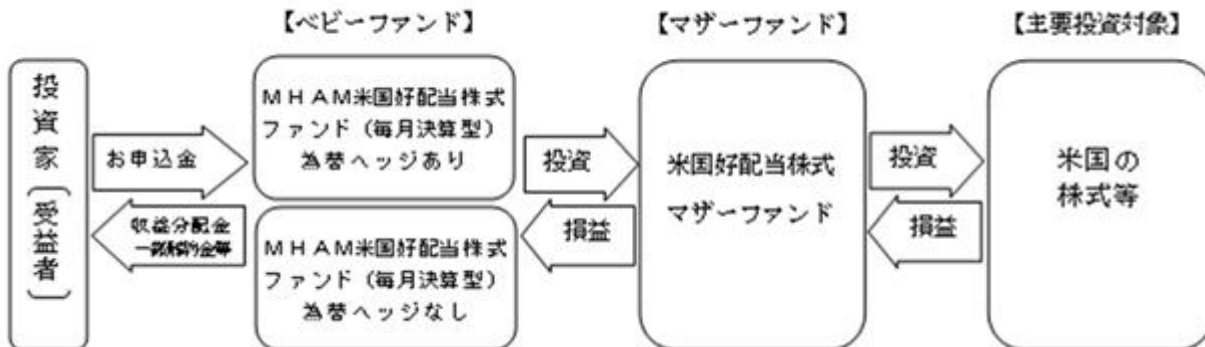 【ベビーファンド】
【マザーファンド】
【主要投資対象】
投資家(受益者)
お申込金
収益分配金
一部解約金等
MHAM米国好配当株式
ファンド(毎月決算型)
為替ヘッジあり
MHAM米国好配当株式
ファンド(毎月決算型)
為替ヘッジなし
投資
損益
米国好配当株式
マザーファンド
投資
損益
米国の
株式等